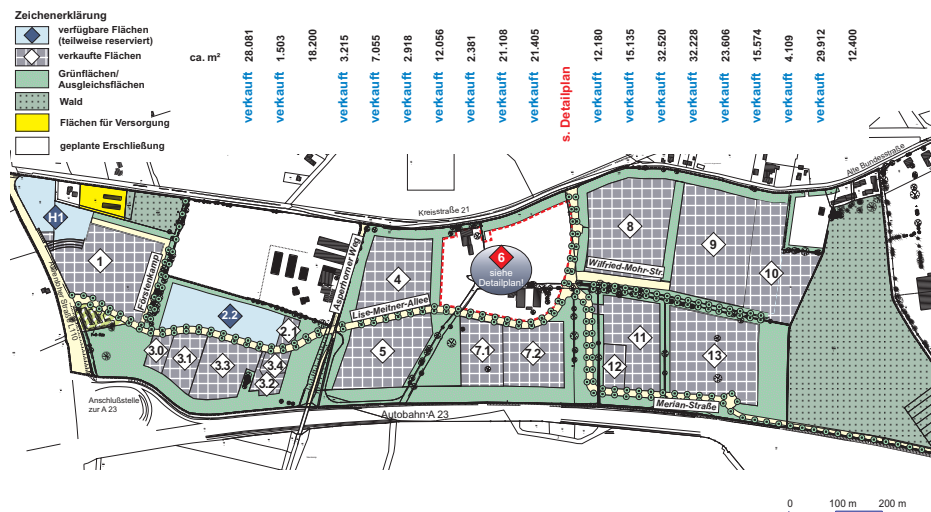 Zeichenerklärung
verfügbare Flächen
(teilweise reserviert)
verkaufte Flächen
Grünflächen/
Ausgleichsflächen
Wald
Flächen für Versorgung
geplante Erschließung
ca. m²
verkauft 28.081
verkauft 1.503
18.200
verkauft 3.215
verkauft 7.055
verkauft 2.918
verkauft 12.056
verkauft 2.381
verkauft 21.108
verkauft 21.405
s. Detailplan
verkauft 12.180
verkauft 15.135
verkauft 32.520
verkauft 32.228
verkauft 23.606
verkauft 15.574
verkauft 4.109
verkauft 29.912
12.400
Alte Bundesstraße
Kreisstraße 21
H1
1
Försterkamp
2.2
2.1
Asperhorner Weg
4
Lise-Meitner-Allee
5
6
siehe
Detailplan!
7.1
7.2
8
Wilfried-Mohr-Str.
9
10
11
12
13
3.0
3.1
3.3
3.4
3.2
Straße L110
Anschlußstelle
zur A 23
Autobahn A 23
Merian-Straße
0 100 m 200 m